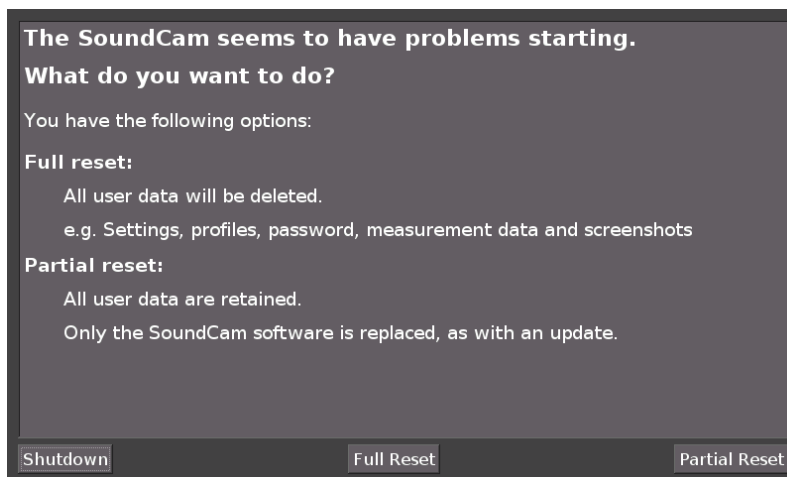 The SoundCam seems to have problems starting.
What do you want to do?
You have the following options:
Full reset:
All user data will be deleted.
e.g. Settings, profiles, password, measurement data and screenshots
Partial reset:
All user data are retained.
Only the SoundCam software is replaced, as with an update.
Shutdown Full Reset Partial Reset